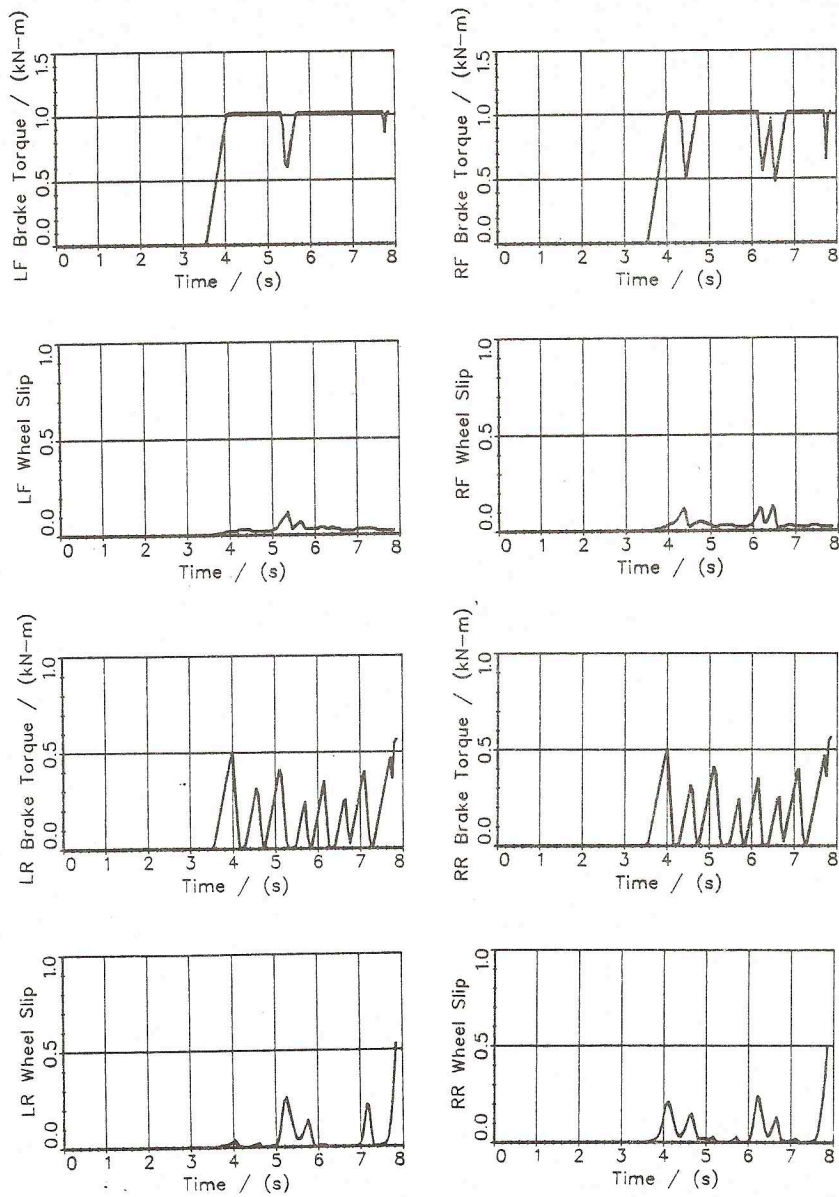 LF Brake Torque / (kN-m)
0.0 0.5 1.0 1.5
0 1 2 3 4 5 6 7 8
Time / (s)
RF Brake Torque / (kN-m)
0.0 0.5 1.0 1.5
0 1 2 3 4 5 6 7 8
Time / (s)
LF Wheel Slip
0.0 0.5 1.0
0 1 2 3 4 5 6 7 8
Time / (s)
RF Wheel Slip
0.0 0.5 1.0
0 1 2 3 4 5 6 7 8
Time / (s)
LR Brake Torque / (kN-m)
0.0 0.5 1.0
0 1 2 3 4 5 6 7 8
Time / (s)
RR Brake Torque / (kN-m)
0.0 0.5 1.0
0 1 2 3 4 5 6 7 8
Time / (s)
LR Wheel Slip
0.0 0.5 1.0
0 1 2 3 4 5 6 7 8
Time / (s)
RR Wheel Slip
0.0 0.5 1.0
0 1 2 3 4 5 6 7 8
Time / (s)